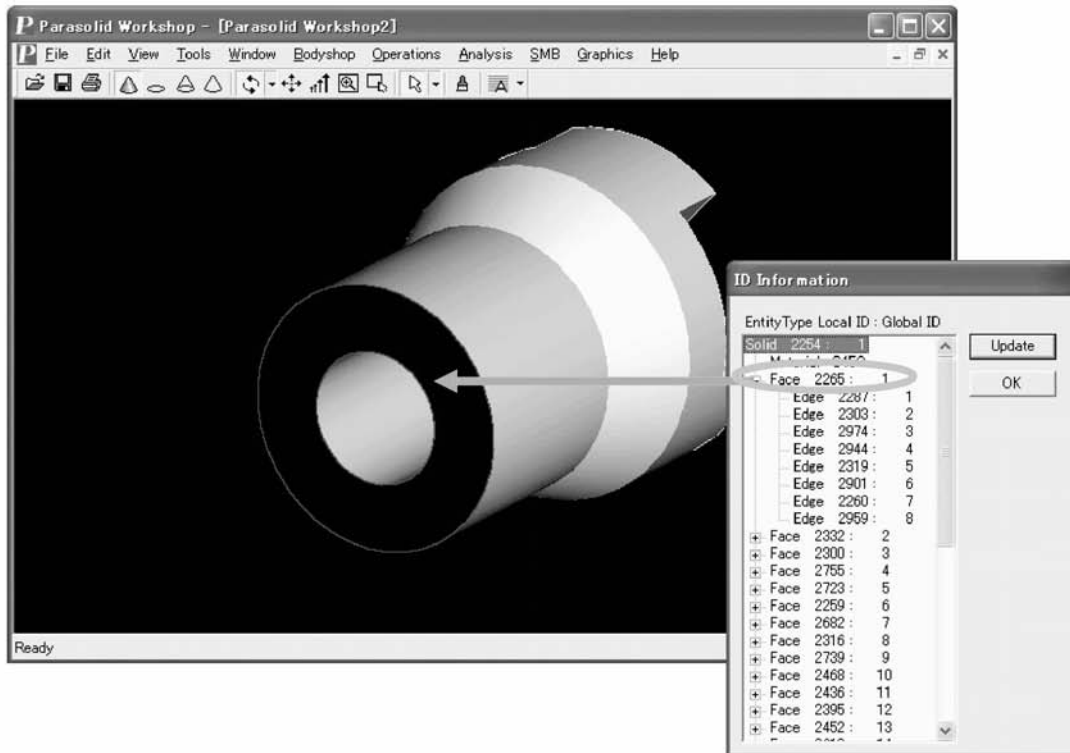 Parasolid Workshop - [Parasolid Workshop2]
File Edit View Tools Window Bodyshop Operations Analysis SMB Graphics Help
ID Information
EntityType Local ID : Global ID
Solid 2254 : 1
Face 2265 : 1
Edge 2287 : 1
Edge 2303 : 2
Edge 2974 : 3
Edge 2944 : 4
Edge 2319 : 5
Edge 2901 : 6
Edge 2260 : 7
Edge 2959 : 8
Face 2332 : 2
Face 2300 : 3
Face 2755 : 4
Face 2723 : 5
Face 2259 : 6
Face 2682 : 7
Face 2316 : 8
Face 2739 : 9
Face 2468 : 10
Face 2436 : 11
Face 2395 : 12
Face 2452 : 13
Update
OK
Ready